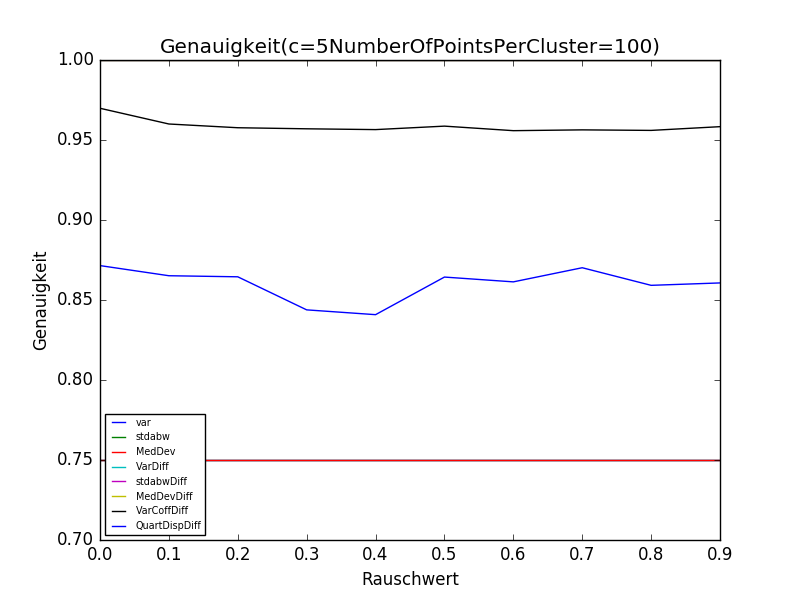 Genauigkeit(c=5NumberOfPointsPerCluster=100)
1.00
0.95
0.90
0.85
0.80
0.75
0.70
Genauigkeit
var
stdabw
MedDev
VarDiff
stdabwDiff
MedDevDiff
VarCoffDiff
QuartDispDiff
0.0 0.1 0.2 0.3 0.4 0.5 0.6 0.7 0.8 0.9
Rauschwert